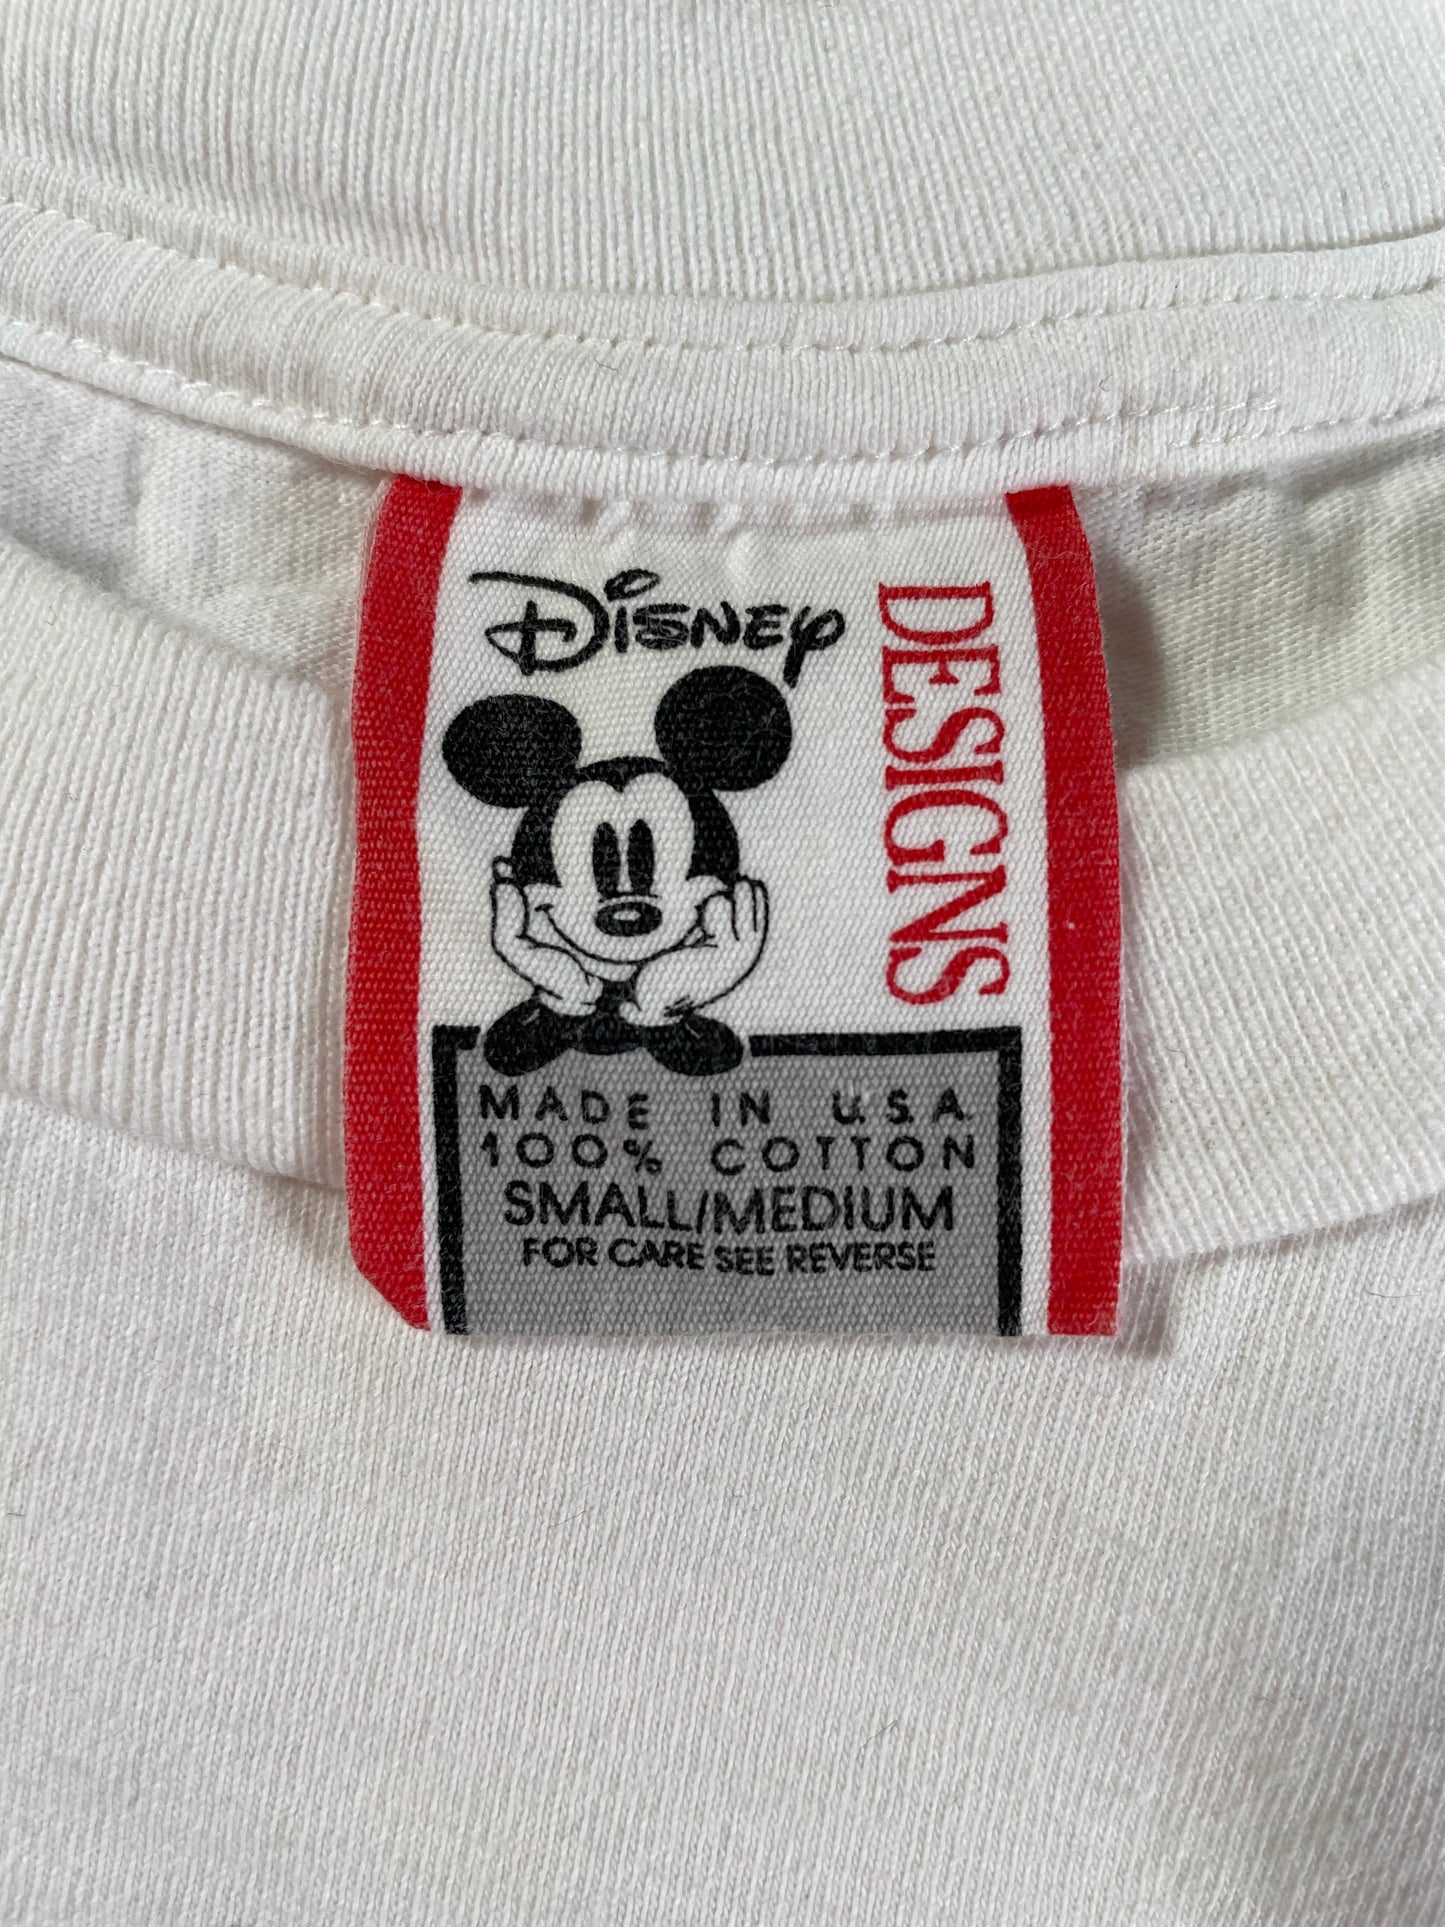 Disney
DESIGNS
MADE IN U.S.A.
100% COTTON
SMALL/MEDIUM
FOR CARE SEE REVERSE